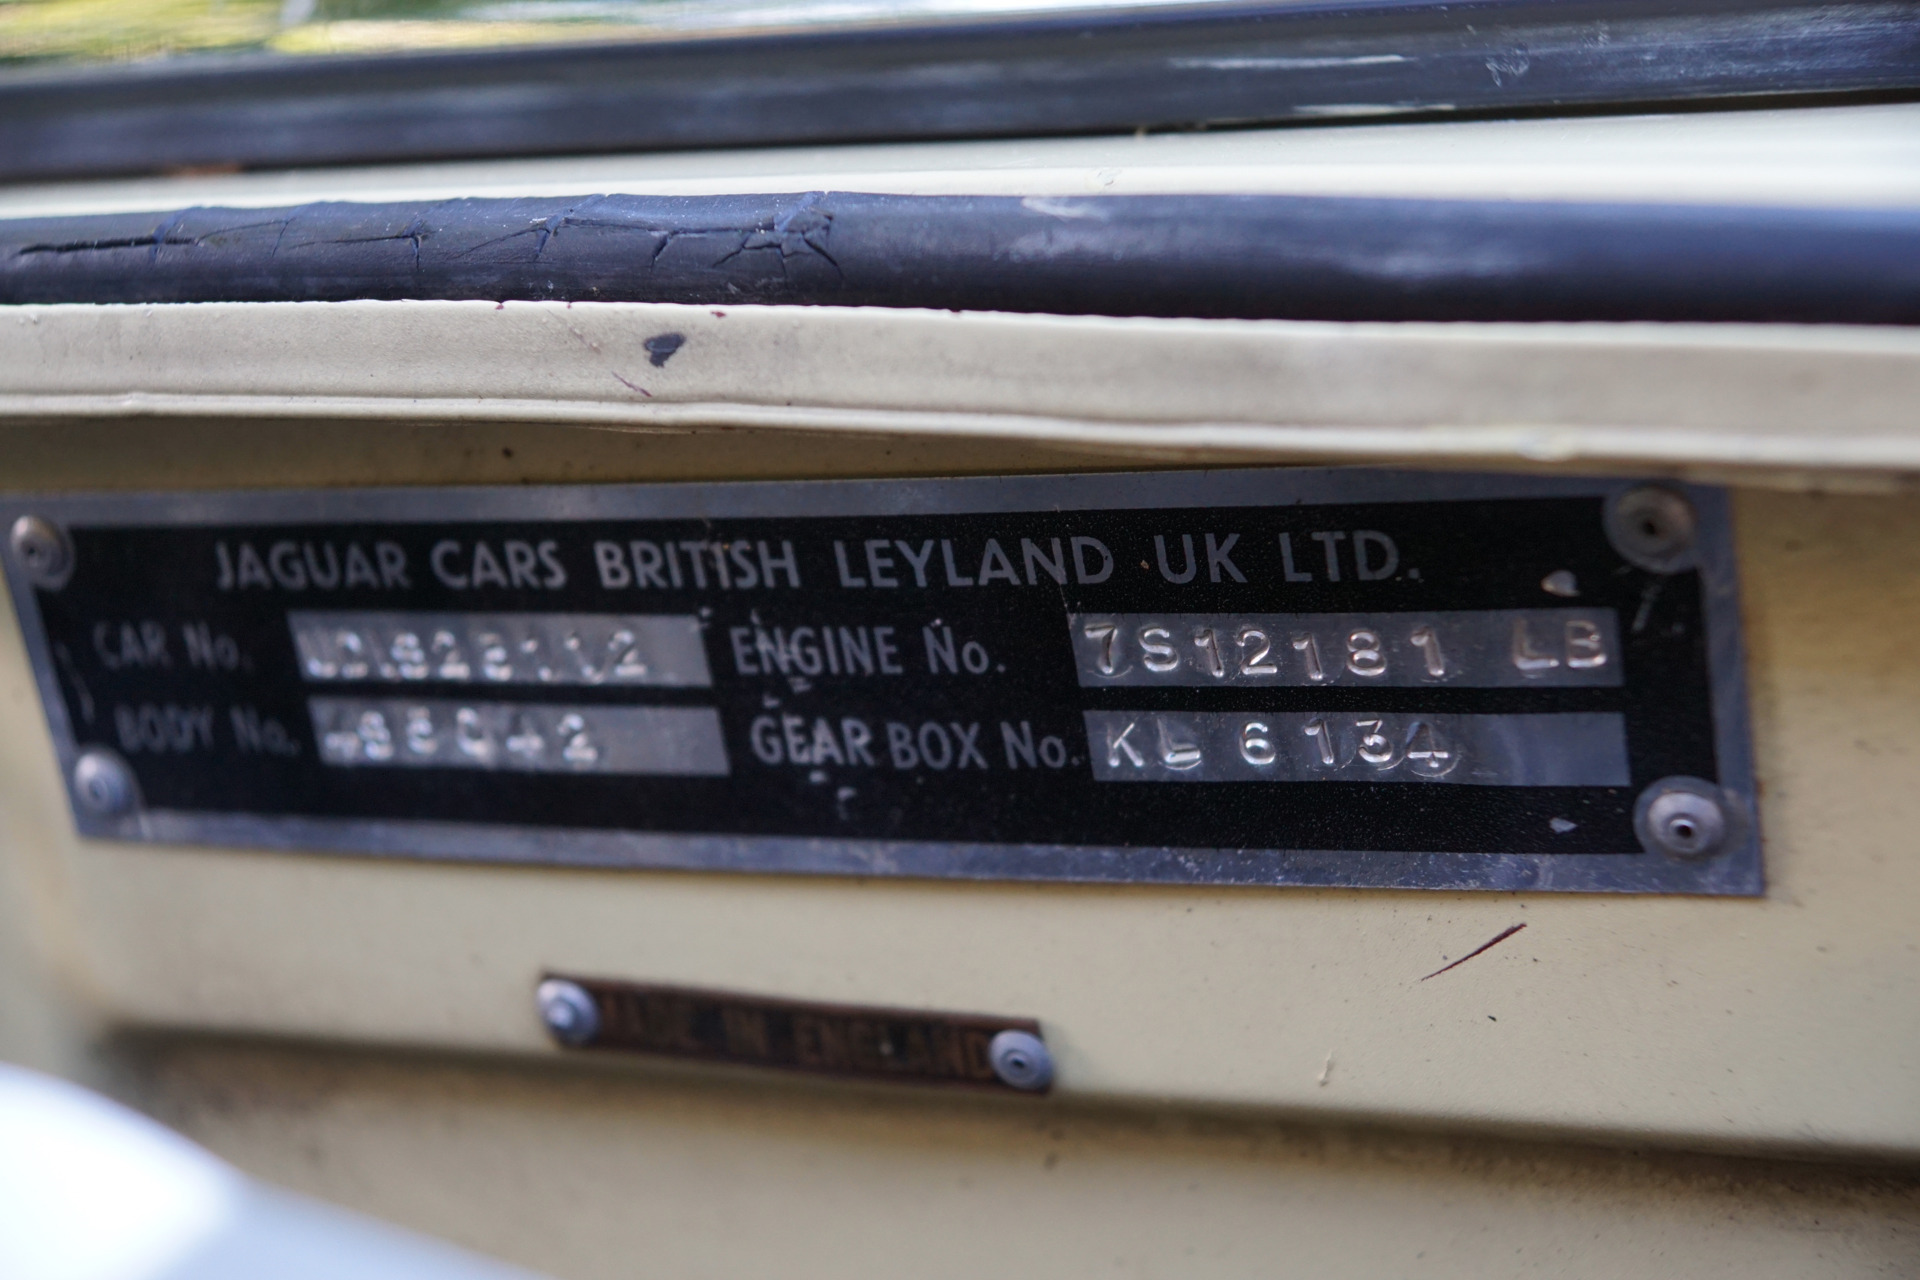 JAGUAR CARS BRITISH LEYLAND UK LTD.
CAR No. ENGINE No. 7S12181 LB
BODY No. GEAR BOX No. KL 6134
MADE IN ENGLAND